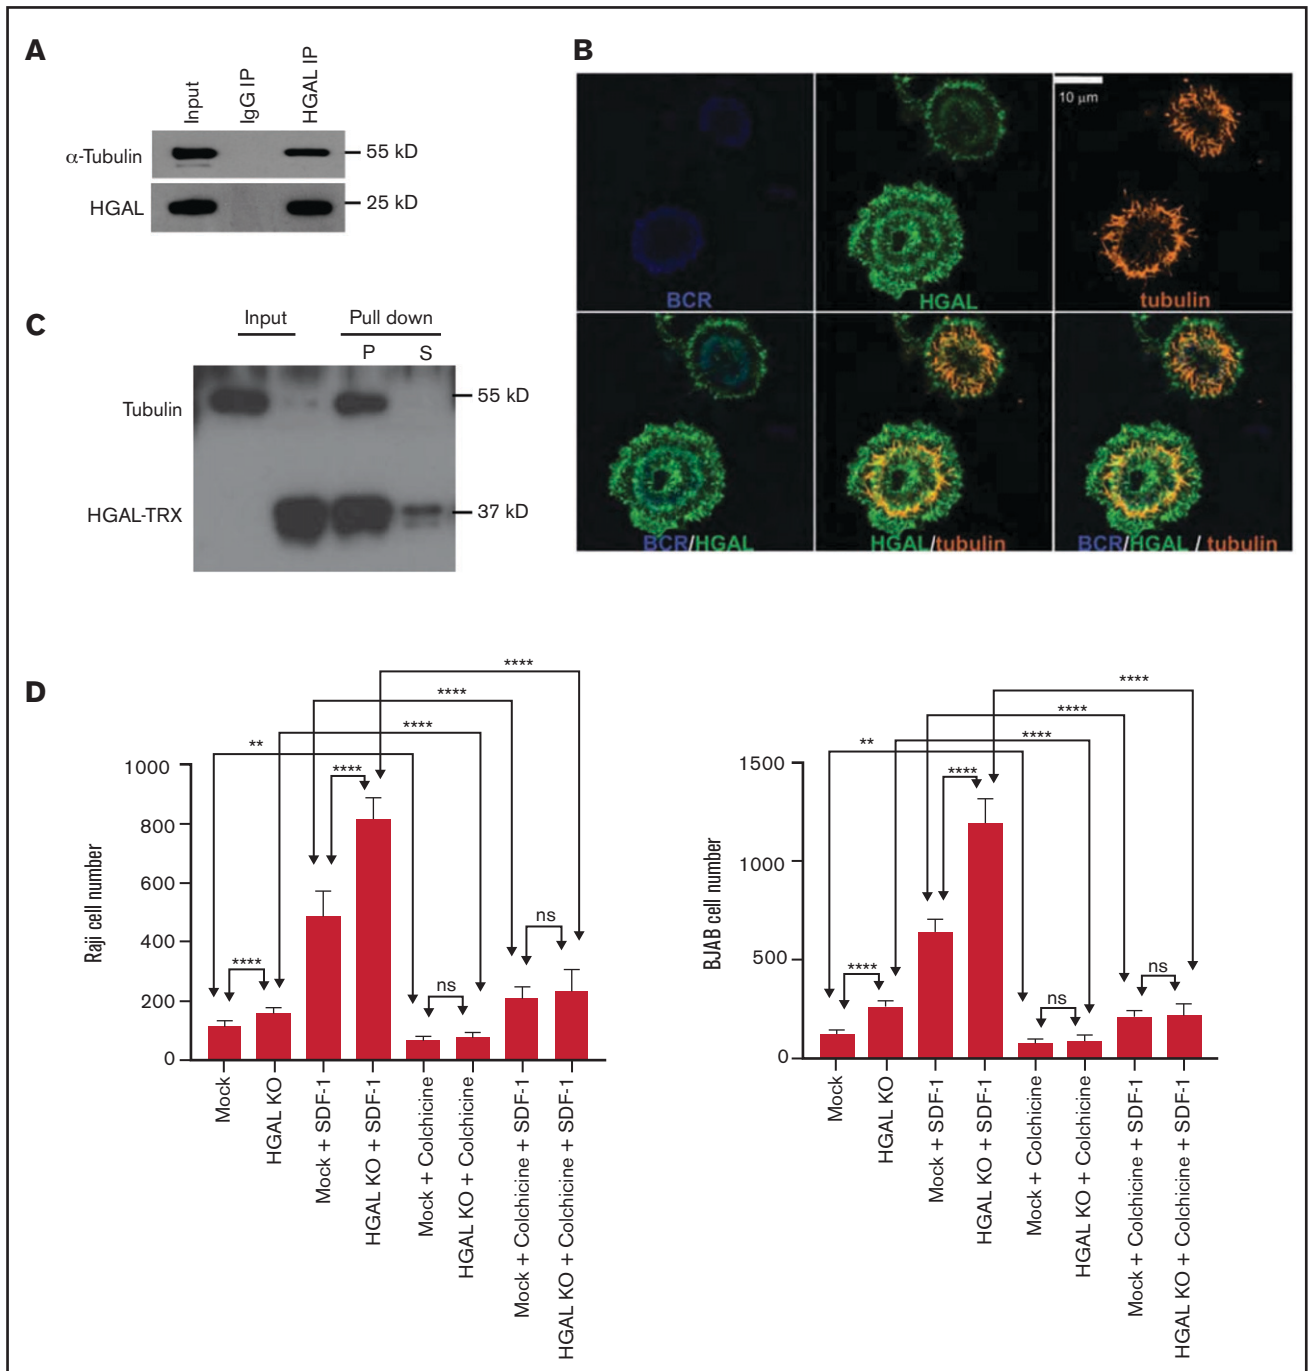 A
Input
IgG IP
HGAL IP
α-Tubulin
55 kD
HGAL
25 kD
B
10 μm
BCR
HGAL
tubulin
BCR/HGAL
HGAL/tubulin
BCR/HGAL / tubulin
C
Input
Pull down
P
S
Tubulin
55 kD
HGAL-TRX
37 kD
D
****
****
****
**
****
****
ns
ns
1000
800
600
400
200
0
Raji cell number
Mock
HGAL KO
Mock + SDF-1
HGAL KO + SDF-1
Mock + Colchicine
HGAL KO + Colchicine
Mock + Colchicine + SDF-1
HGAL KO + Colchicine + SDF-1
****
****
****
**
****
****
ns
ns
1500
1000
500
0
BJAB cell number
Mock
HGAL KO
Mock + SDF-1
HGAL KO + SDF-1
Mock + Colchicine
HGAL KO + Colchicine
Mock + Colchicine + SDF-1
HGAL KO + Colchicine + SDF-1